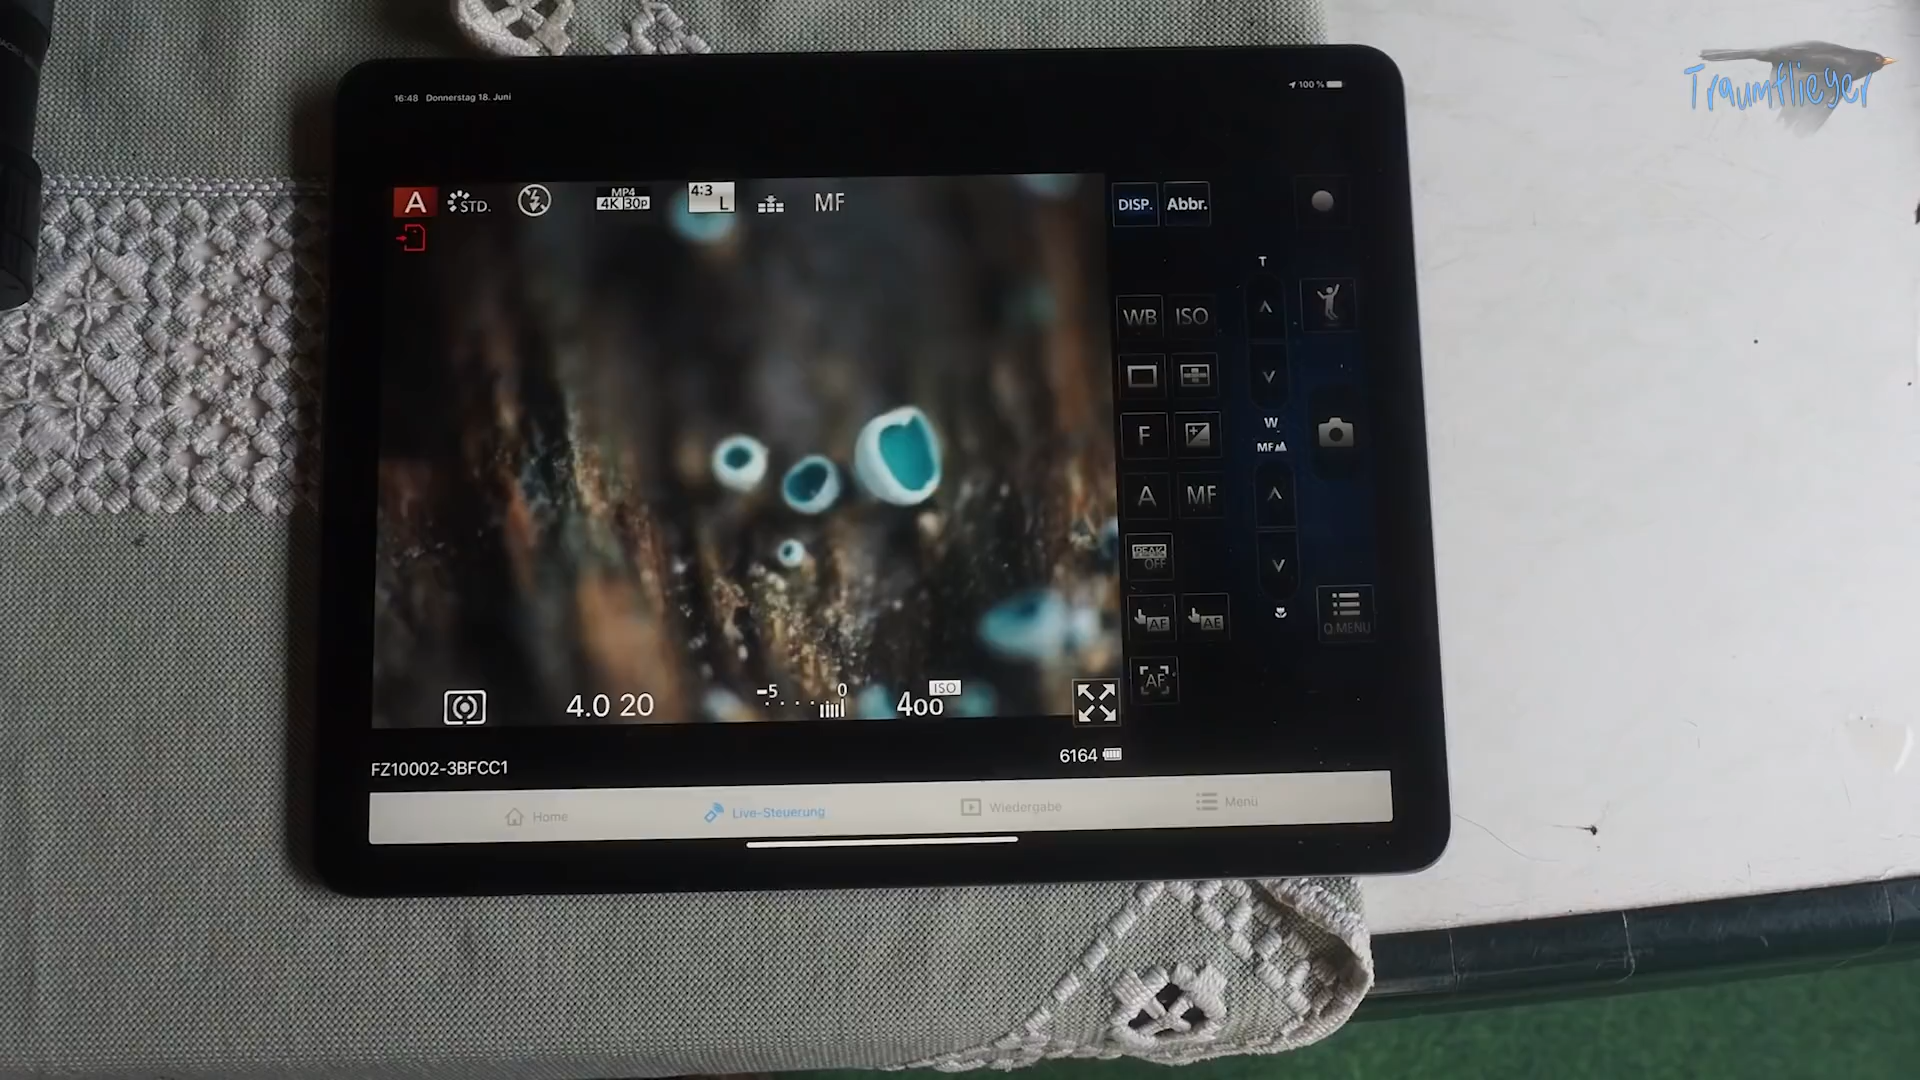 Traumflieger
16:48 Donnerstag 18. Juni
100 %
A STD. MP4 4K 30p 4:3 L MF
DISP. Abbr.
T
WB ISO
F
W
MF
A MF
PEAK OFF
AF AE
Q.MENU
AF
4.0 20 -5 0 400 ISO
6164
FZ10002-3BFCC1
Home Live-Steuerung Wiedergabe Menü